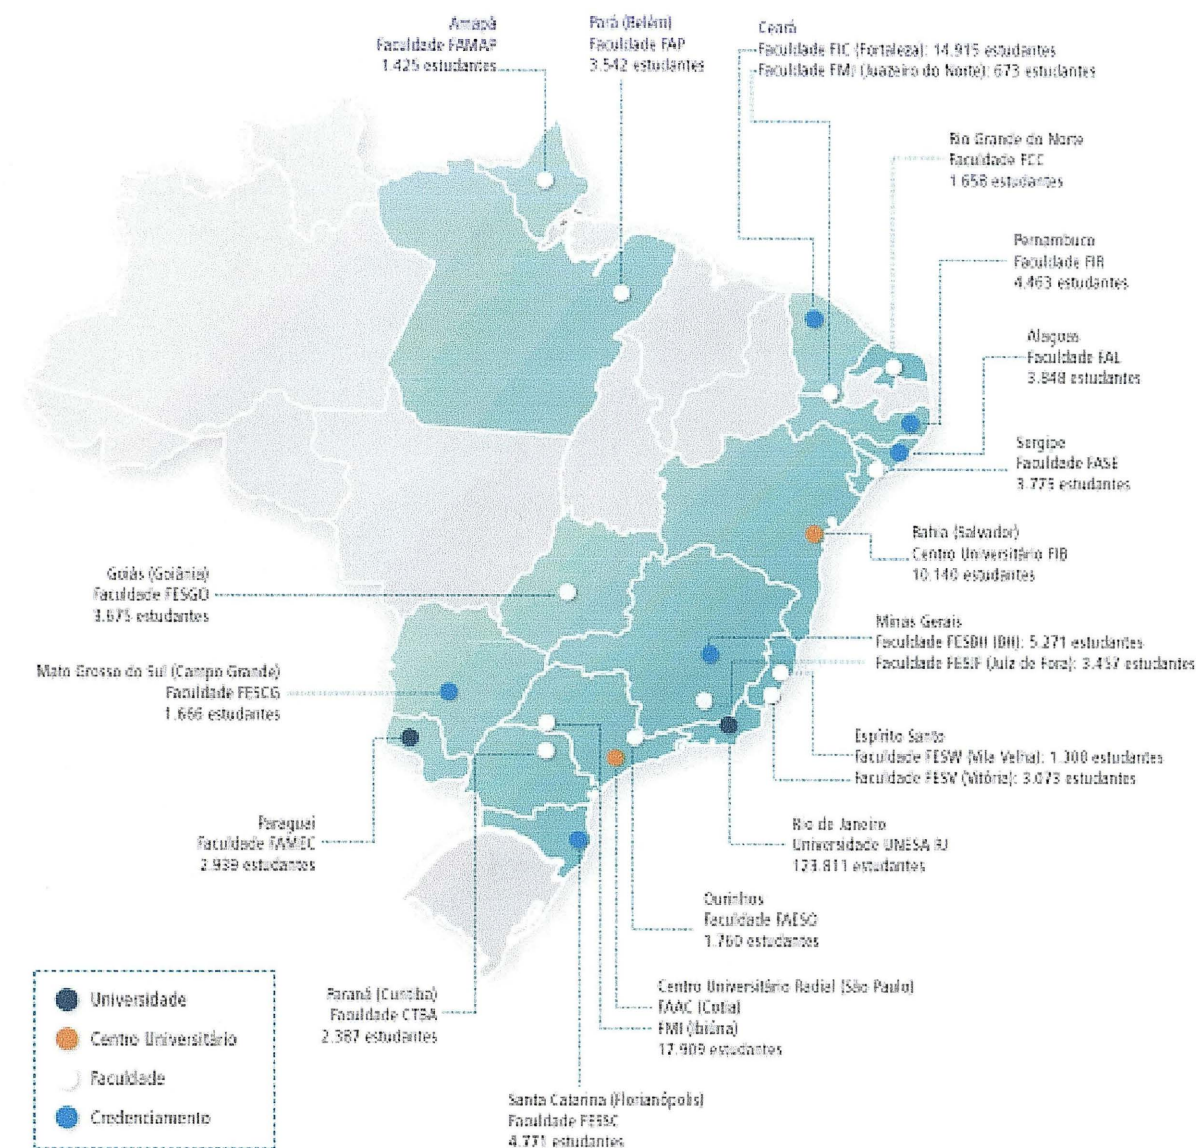 Amapá
Faculdade FAMAP
1.425 estudantes
Pará (Belém)
Faculdade FAP
3.542 estudantes
Ceará
Faculdade FIC (Fortaleza): 14.915 estudantes
Faculdade FMJ (Juazeiro do Norte): 673 estudantes
Rio Grande do Norte
Faculdade FCC
1.658 estudantes
Pernambuco
Faculdade FIR
4.463 estudantes
Alagoas
Faculdade FAL
3.848 estudantes
Sergipe
Faculdade FASE
3.773 estudantes
Bahia (Salvador)
Centro Universitário FIB
10.140 estudantes
Goiás (Goiânia)
Faculdade FESGO
3.675 estudantes
Minas Gerais
Faculdade FESBH (BH): 5.271 estudantes
Faculdade FESJF (Juiz de Fora): 3.457 estudantes
Mato Grosso do Sul (Campo Grande)
Faculdade FESCG
1.666 estudantes
Espírito Santo
Faculdade FESVV (Vila Velha): 1.300 estudantes
Faculdade FESV (Vitória): 3.073 estudantes
Paraguai
Faculdade FAMEC
2.939 estudantes
Rio de Janeiro
Universidade UNESA RJ
123.811 estudantes
Ourinhos
Faculdade FAESO
1.760 estudantes
Centro Universitário Radial (São Paulo)
FAAC (Cotia)
FMI (Ibiúna)
17.909 estudantes
Paraná (Curitiba)
Faculdade CTBA
2.387 estudantes
Santa Catarina (Florianópolis)
Faculdade FESSC
4.771 estudantes
Universidade
Centro Universitário
Faculdade
Credenciamento